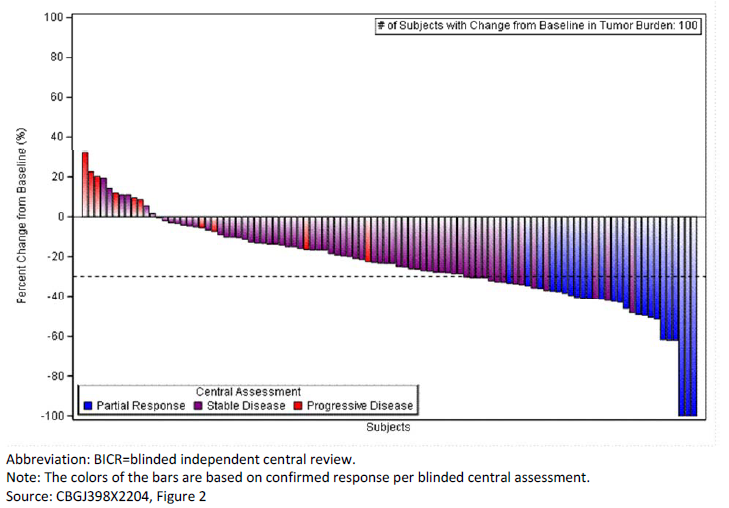 # of Subjects with Change from Baseline in Tumor Burden: 100
100
80
60
40
20
0
-20
-40
-60
-80
-100
Percent Change from Baseline (%)
Central Assessment
Partial Response Stable Disease Progressive Disease
Subjects
Abbreviation: BICR=blinded independent central review.
Note: The colors of the bars are based on confirmed response per blinded central assessment.
Source: CBGJ398X2204, Figure 2